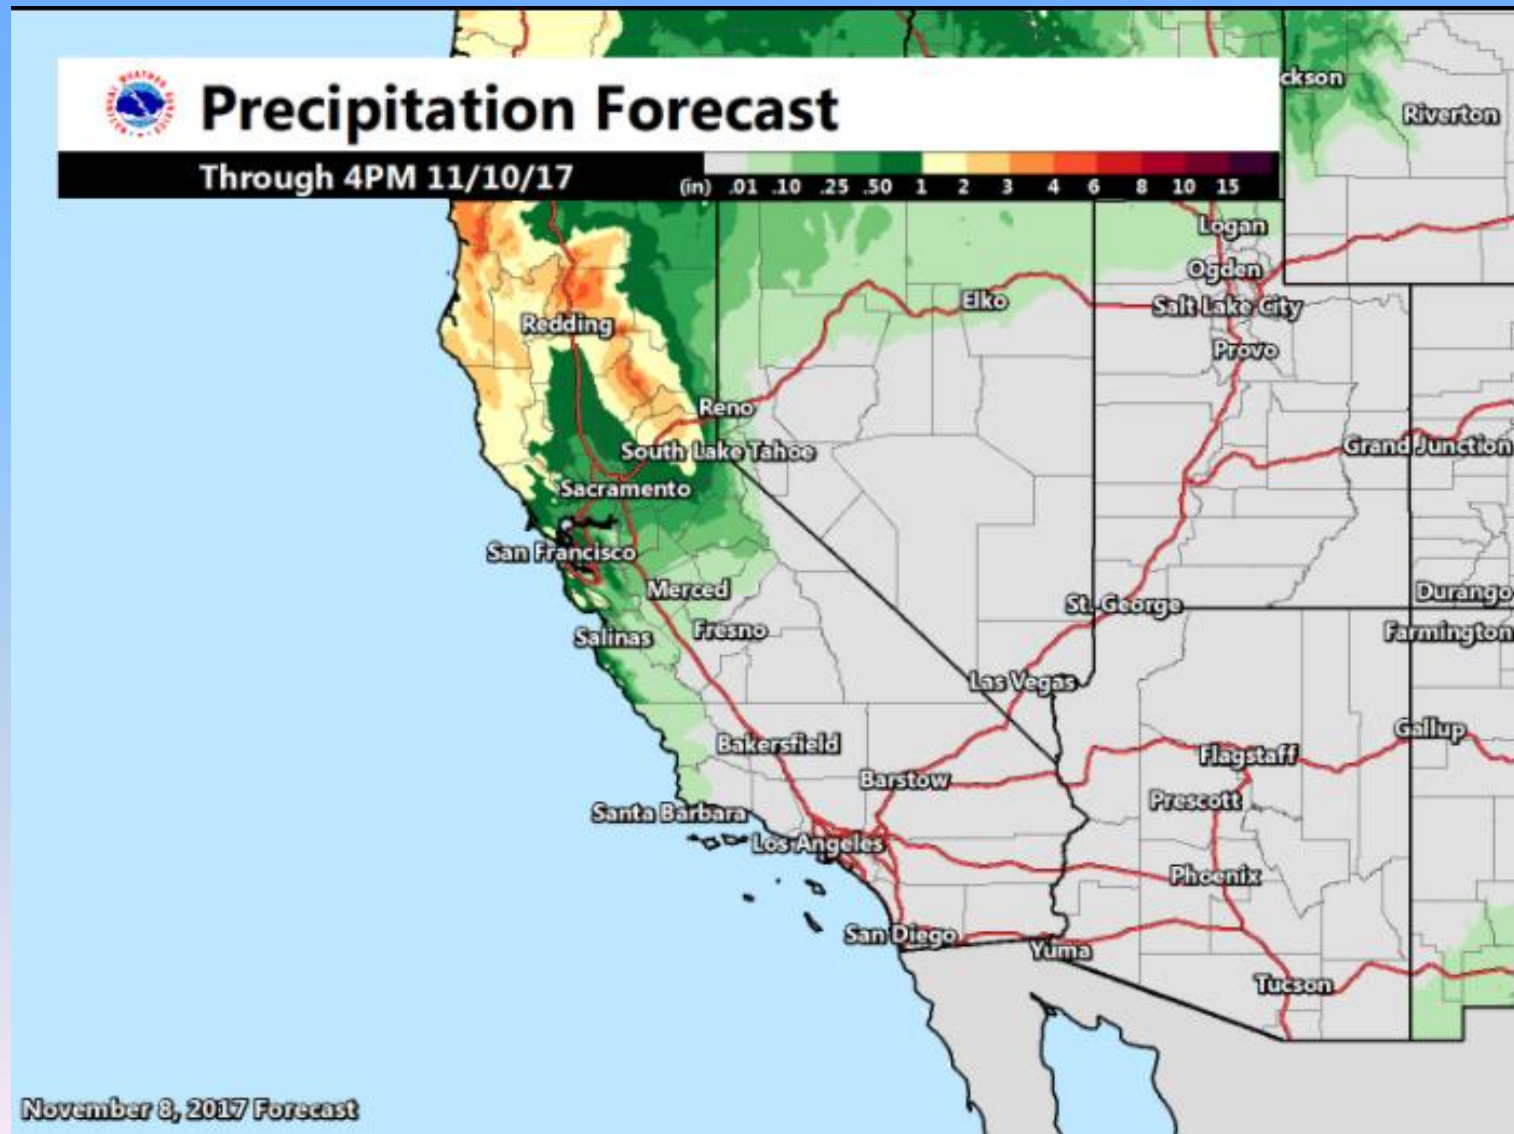 Precipitation Forecast
Through 4PM 11/10/17
(in) .01 .10 .25 .50 1 2 3 4 6 8 10 15
Riverton
Logan
Ogden
Elko
Salt Lake City
Redding
Provo
Reno
South Lake Tahoe
Grand Junction
Sacramento
San Francisco
Merced
St. George
Durango
Salinas
Fresno
Farmington
Las Vegas
Gallup
Bakersfield
Flagstaff
Barstow
Prescott
Santa Barbara
Los Angeles
Phoenix
San Diego
Yuma
Tucson
November 8, 2017 Forecast
NATIONAL WEATHER SERVICE
ckson